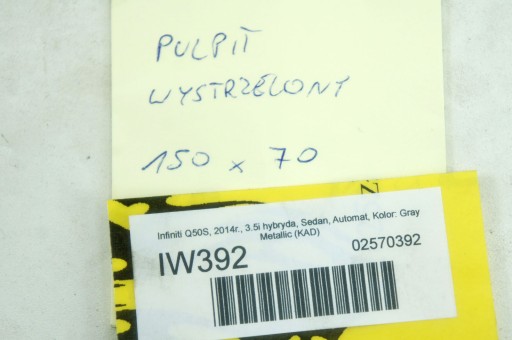 PULPIT
WYSTRZELONY
150 x 70
Infiniti Q50S, 2014r., 3.5i hybryda, Sedan, Automat, Kolor: Gray
Metallic (KAD)
IW392
02570392